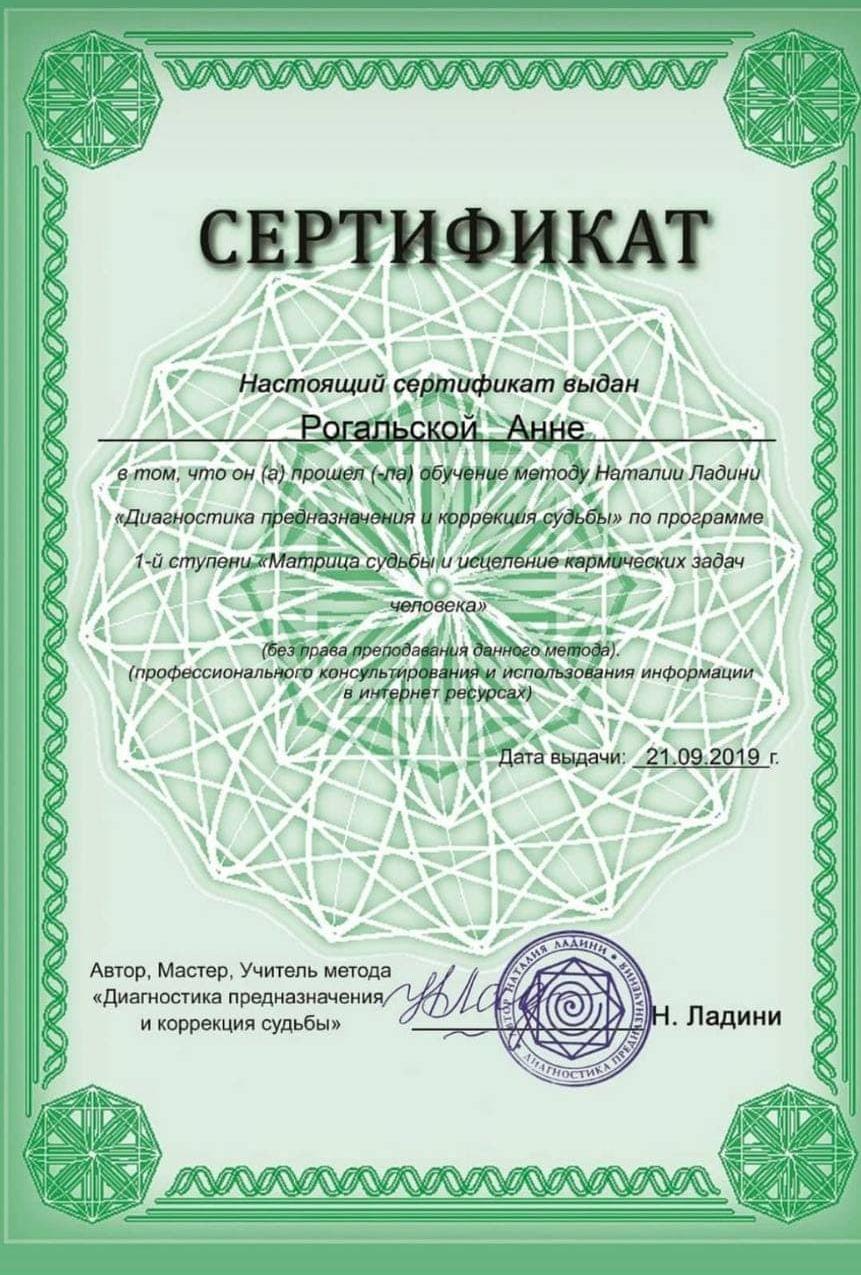 СЕРТИФИКАТ
Настоящий сертификат выдан
Рогальской Анне
в том, что он (а) прошел (-ла) обучение методу Наталии Ладини
«Диагностика предназначения и коррекция судьбы» по программе
1-й ступени «Матрица судьбы и исцеление кармических задач
человека»
(без права преподавания данного метода).
(профессионального консультирования и использования информации
в интернет ресурсах)
Дата выдачи: 21.09.2019 г.
Автор, Мастер, Учитель метода
«Диагностика предназначения
и коррекция судьбы»
Н. Ладини
АВТОР НАТАЛИЯ ЛАДИНИ • ДИАГНОСТИКА ПРЕДНАЗНАЧЕНИЯ •